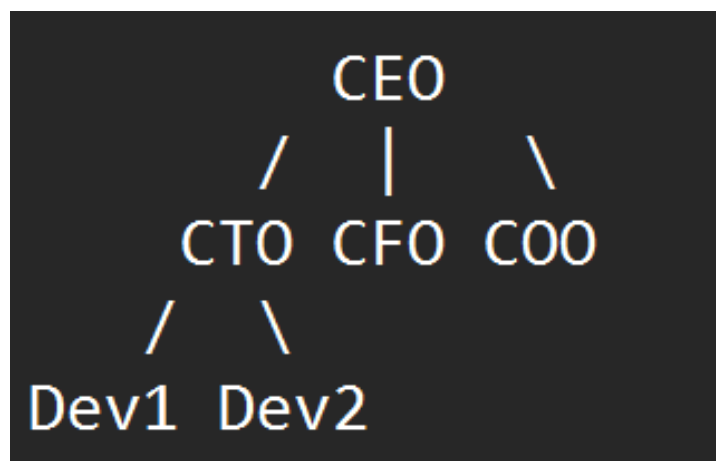 CEO
/ | \
CTO CFO COO
/ \
Dev1 Dev2